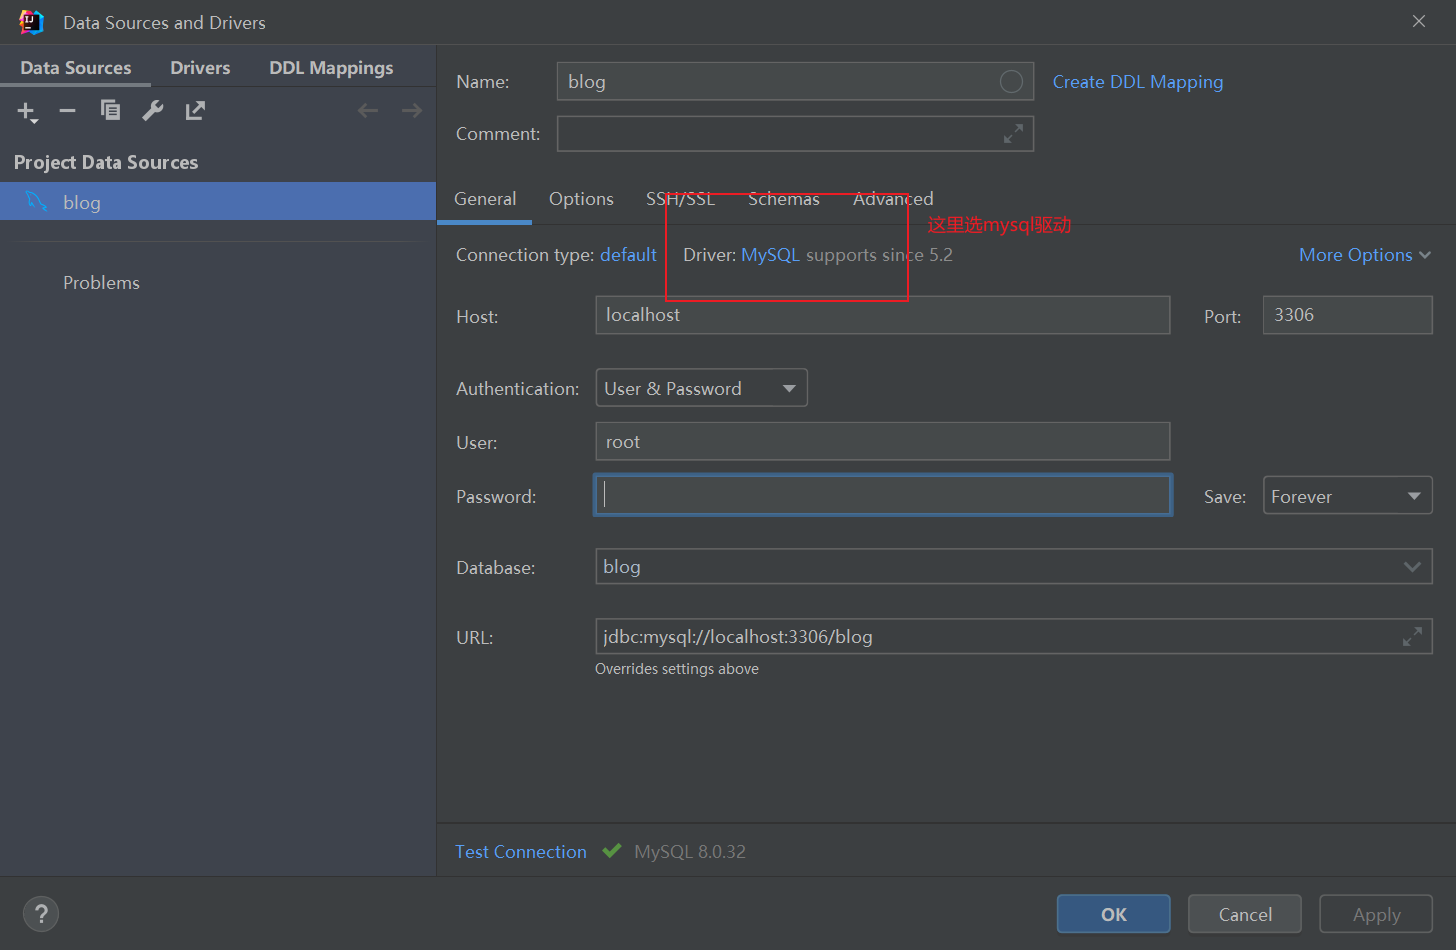 Data Sources and Drivers
Data Sources Drivers DDL Mappings
Project Data Sources
blog
Problems
Name: blog Create DDL Mapping
Comment:
General Options SSH/SSL Schemas Advanced
这里选mysql驱动
Connection type: default Driver: MySQL supports since 5.2 More Options
Host: localhost Port: 3306
Authentication: User & Password
User: root
Password: Save: Forever
Database: blog
URL: jdbc:mysql://localhost:3306/blog
Overrides settings above
Test Connection MySQL 8.0.32
? OK Cancel Apply